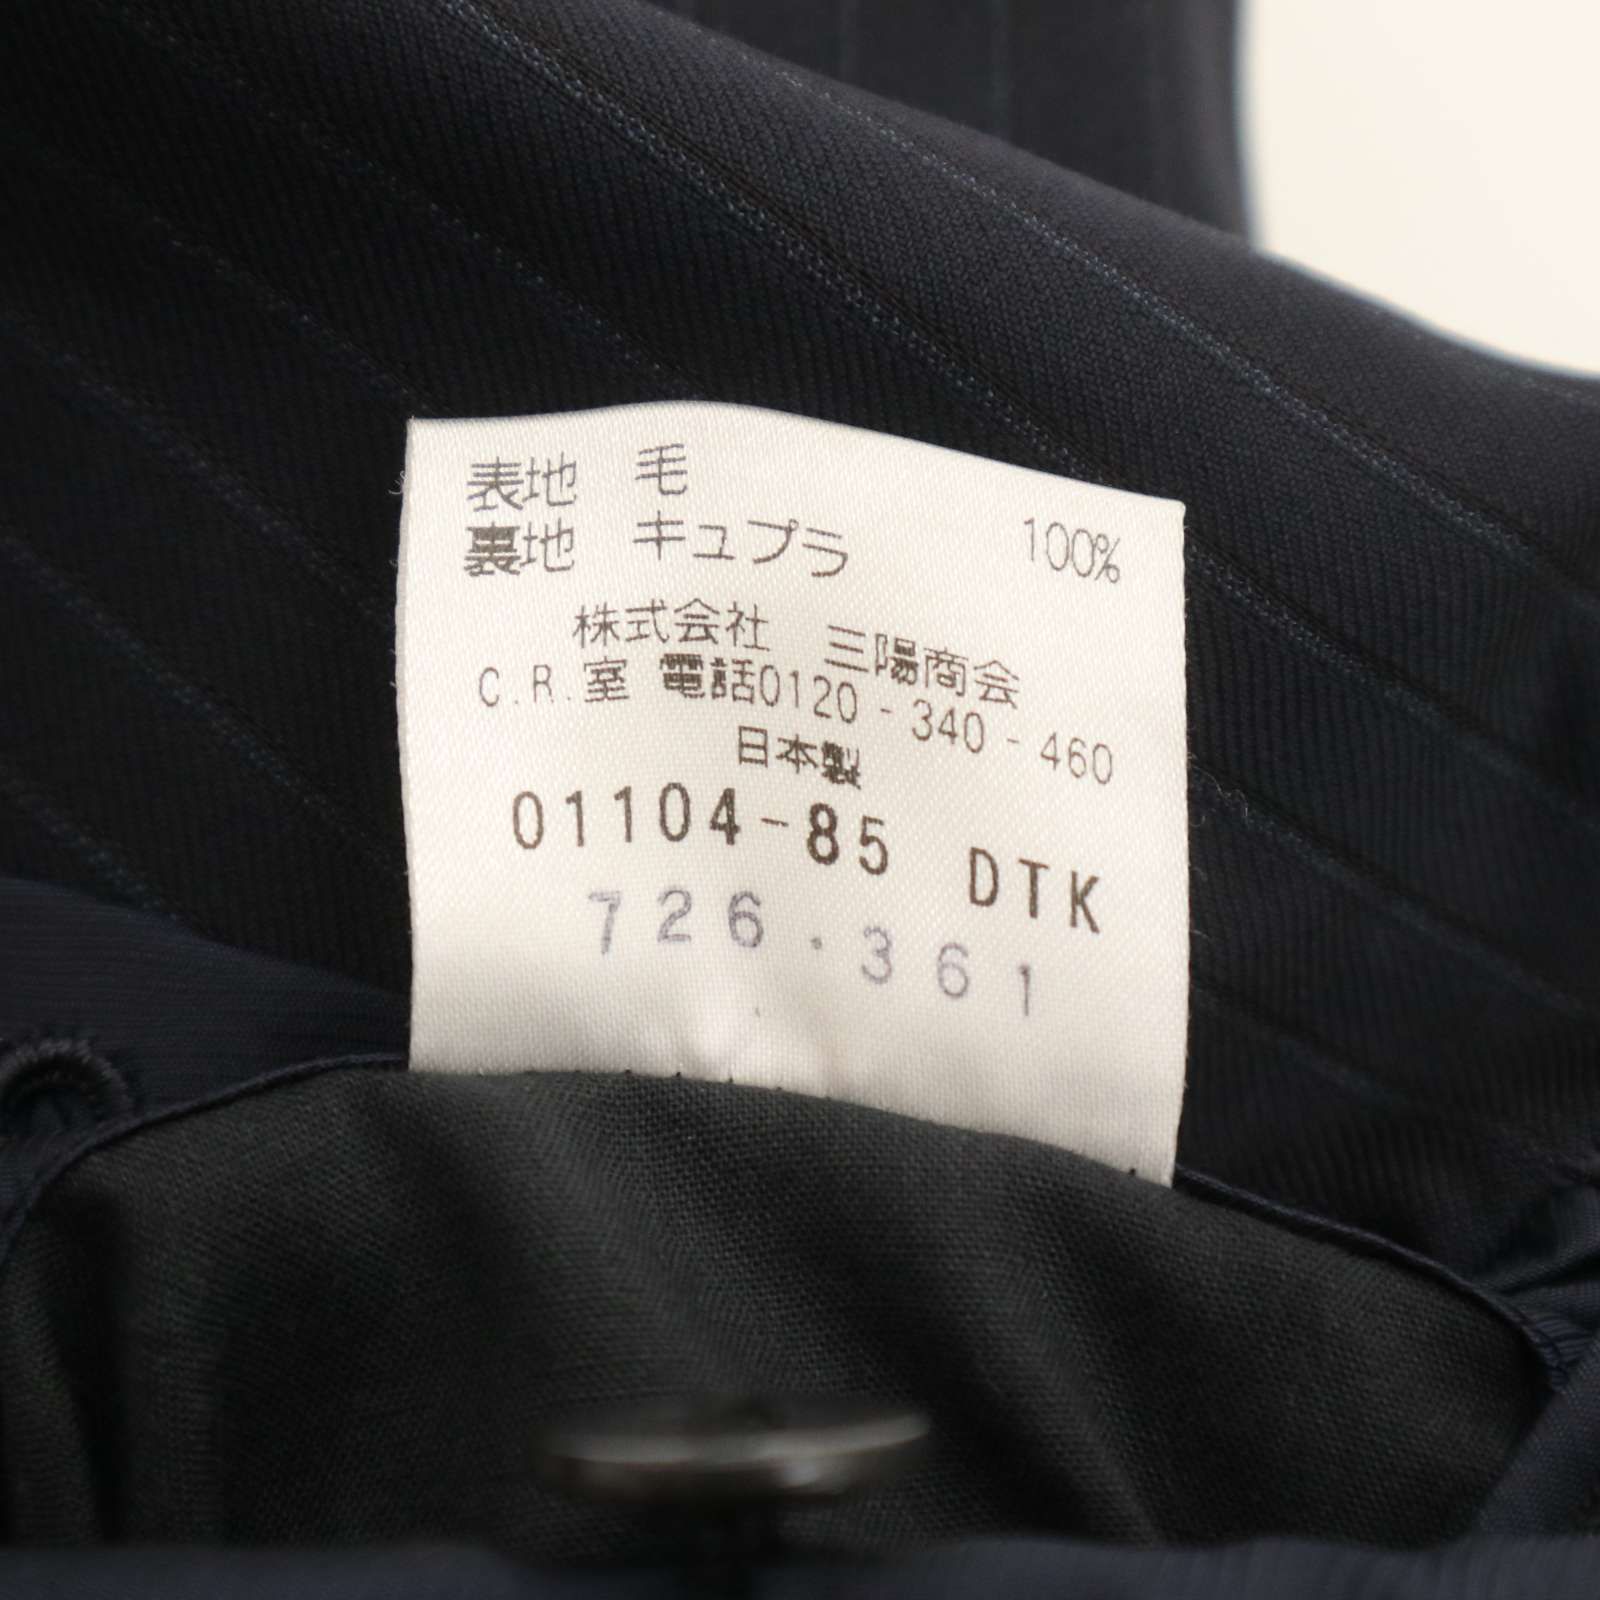 表地 毛
裏地 キュプラ 100%
株式会社 三陽商会
C.R.室 電話0120-340-460
日本製
01104-85 DTK
726.361